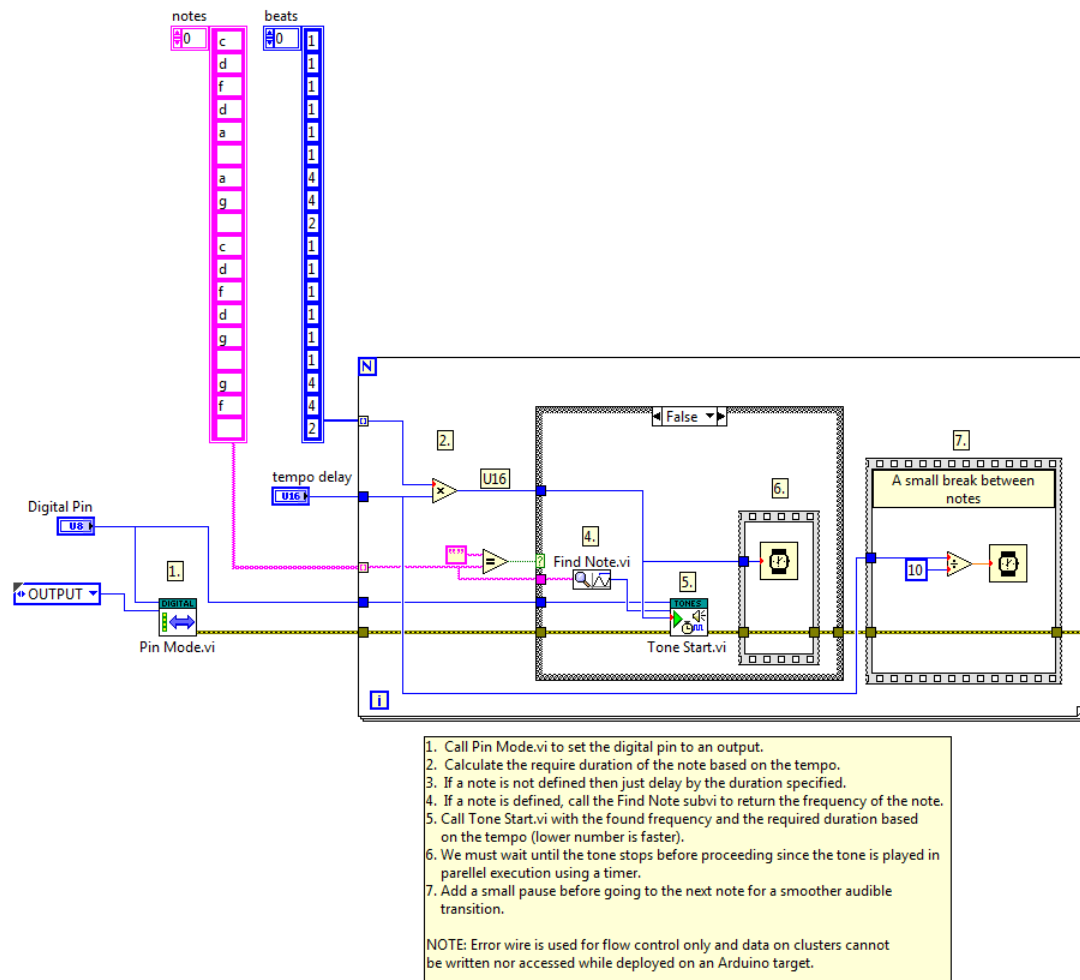 notes
beats
0
0
c
1
d
1
f
1
d
1
a
1
1
a
4
g
4
2
c
1
d
1
f
1
d
1
g
1
1
g
4
f
4
2
N
False
2.
7.
tempo delay
U16
U16
6.
A small break between
notes
Digital Pin
U8
4.
""
=
?
Find Note.vi
10
1.
5.
OUTPUT
DIGITAL
TONES
Pin Mode.vi
Tone Start.vi
i
1. Call Pin Mode.vi to set the digital pin to an output.
2. Calculate the require duration of the note based on the tempo.
3. If a note is not defined then just delay by the duration specified.
4. If a note is defined, call the Find Note subvi to return the frequency of the note.
5. Call Tone Start.vi with the found frequency and the required duration based
on the tempo (lower number is faster).
6. We must wait until the tone stops before proceeding since the tone is played in
parellel execution using a timer.
7. Add a small pause before going to the next note for a smoother audible
transition.
NOTE: Error wire is used for flow control only and data on clusters cannot
be written nor accessed while deployed on an Arduino target.